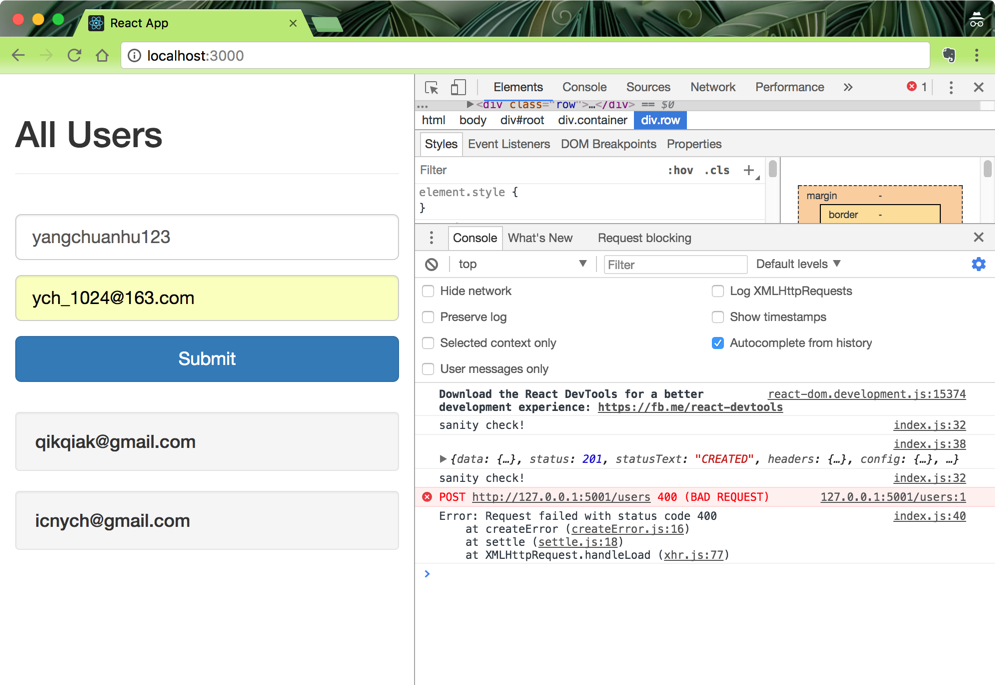 React App
localhost:3000
All Users
yangchuanhu123
ych_1024@163.com
Submit
qikqiak@gmail.com
icnych@gmail.com
Elements Console Sources Network Performance » 1
… ▶<div class="row">…</div> == $0
html body div#root div.container div.row
Styles Event Listeners DOM Breakpoints Properties
Filter :hov .cls +
element.style {
}
margin -
border -
Console What's New Request blocking
top ▼ Filter Default levels ▼
Hide network
Log XMLHttpRequests
Preserve log
Show timestamps
Selected context only
Autocomplete from history
User messages only
Download the React DevTools for a better react-dom.development.js:15374
development experience: https://fb.me/react-devtools
sanity check! index.js:32
index.js:38
▶{data: {…}, status: 201, statusText: "CREATED", headers: {…}, config: {…}, …}
sanity check! index.js:32
POST http://127.0.0.1:5001/users 400 (BAD REQUEST) 127.0.0.1:5001/users:1
Error: Request failed with status code 400 index.js:40
at createError (createError.js:16)
at settle (settle.js:18)
at XMLHttpRequest.handleLoad (xhr.js:77)
>